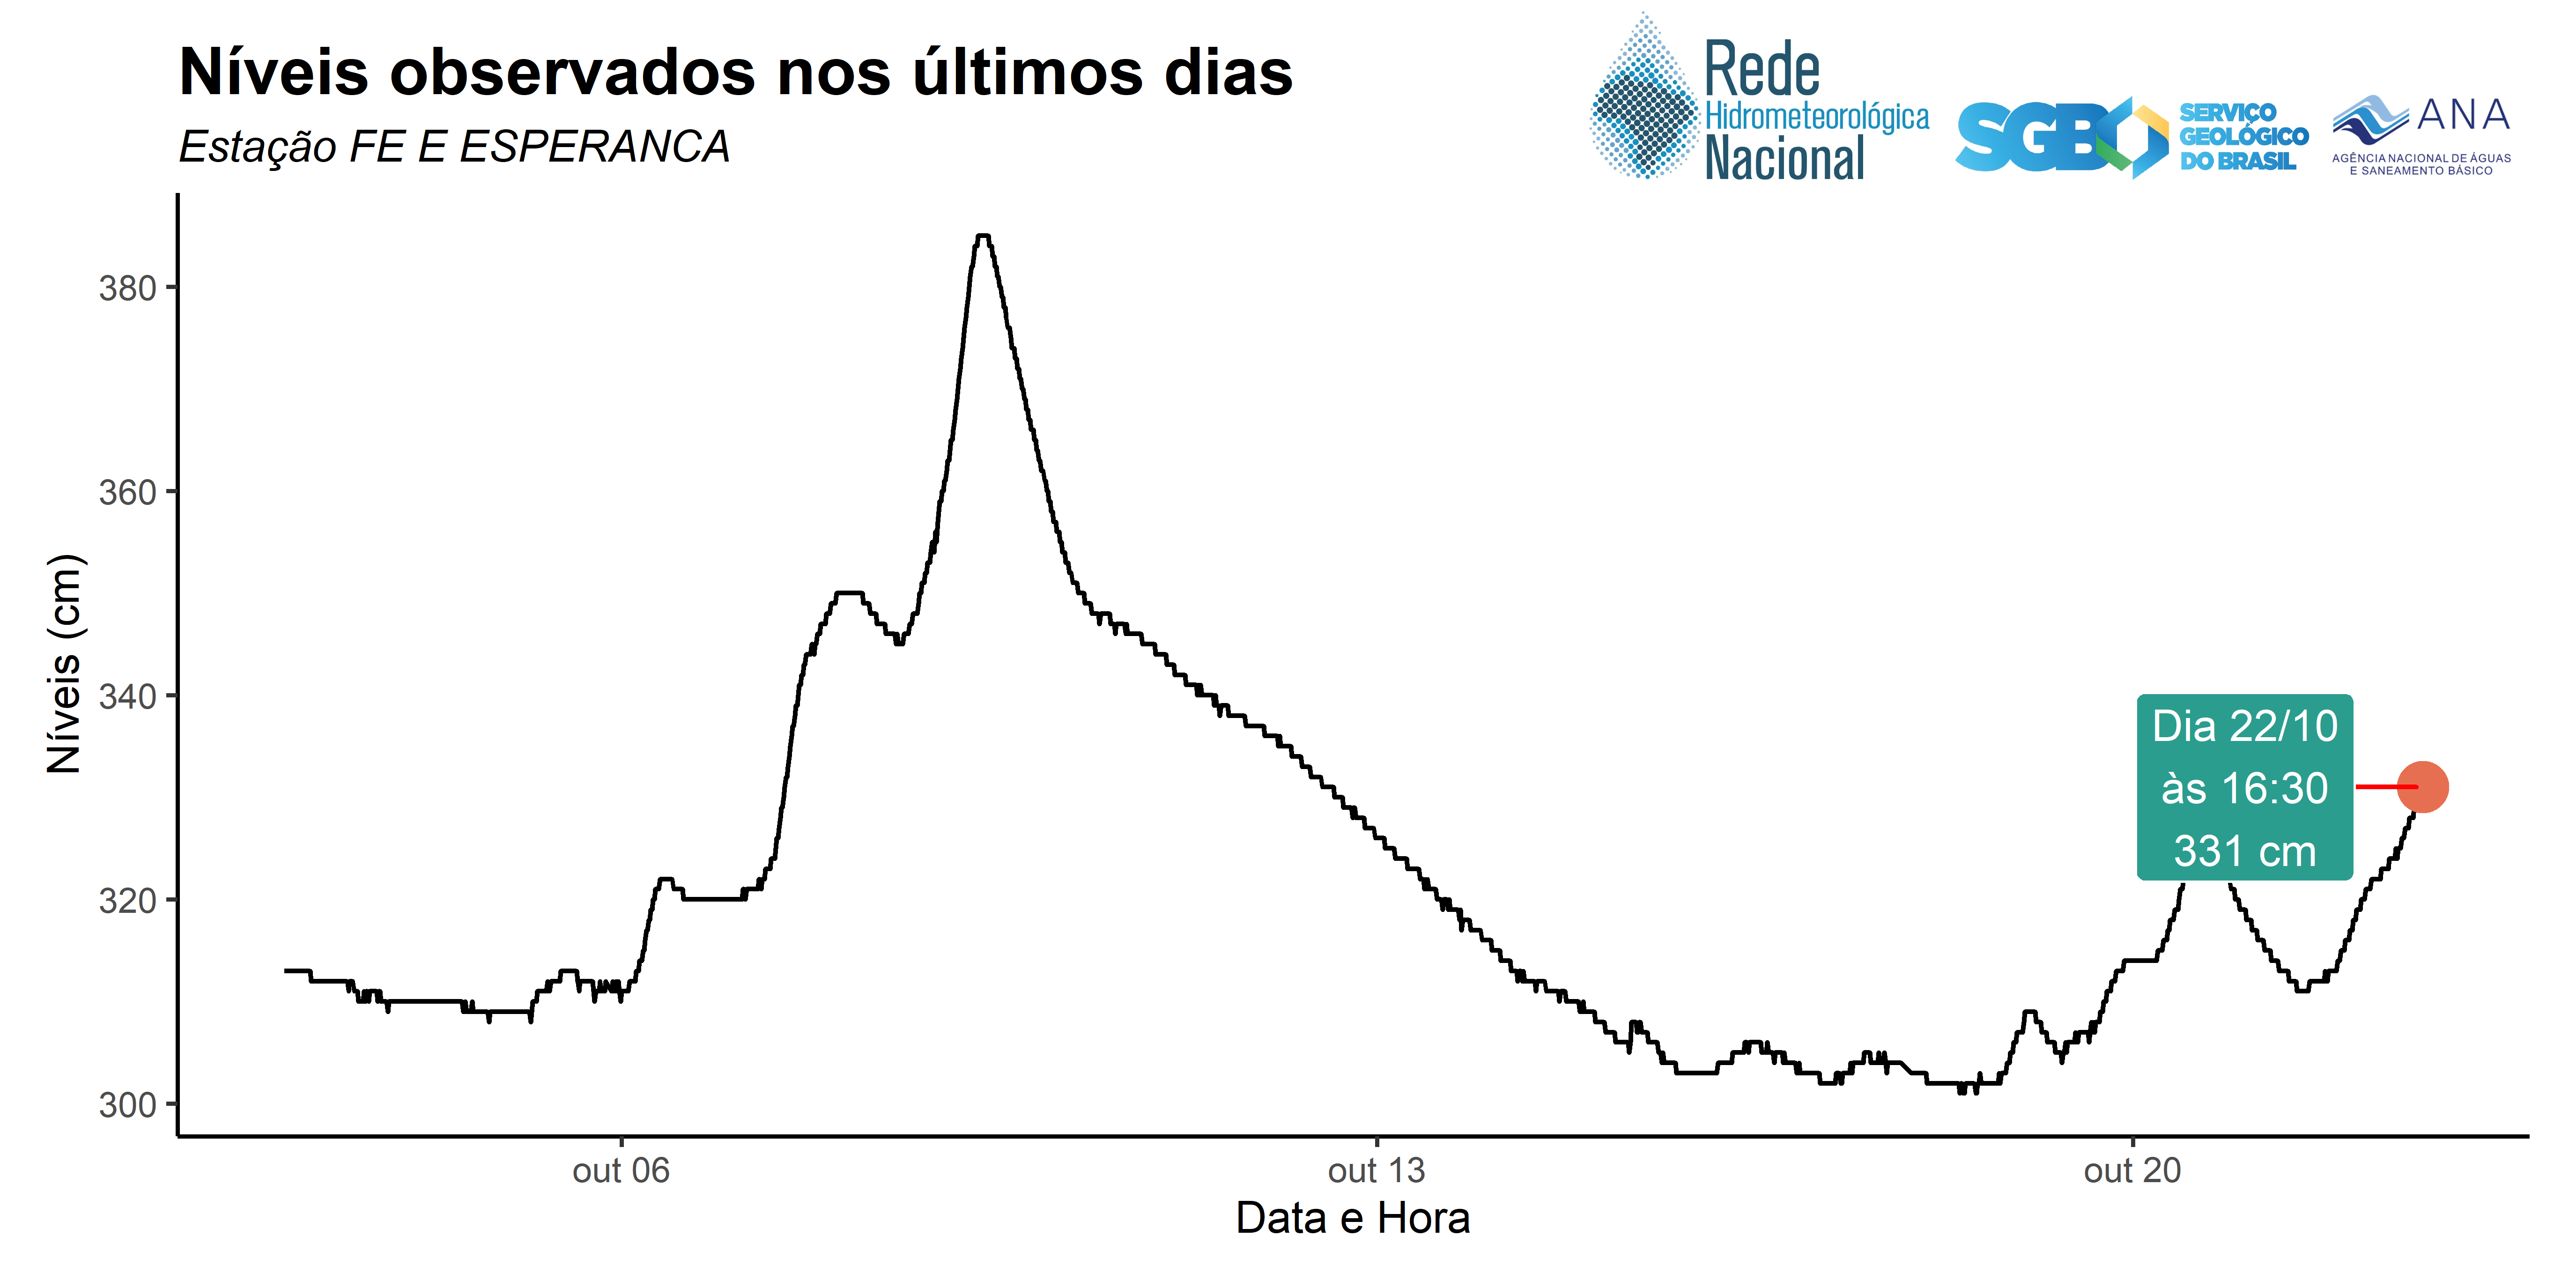 Níveis observados nos últimos dias
Estação FE E ESPERANCA
Rede
Hidrometeorológica
Nacional
SGB
SERVIÇO
GEOLÓGICO
DO BRASIL
ANA
AGÊNCIA NACIONAL DE ÁGUAS
E SANEAMENTO BÁSICO
Níveis (cm)
380
360
340
320
300
Dia 22/10
às 16:30
331 cm
out 06
out 13
out 20
Data e Hora